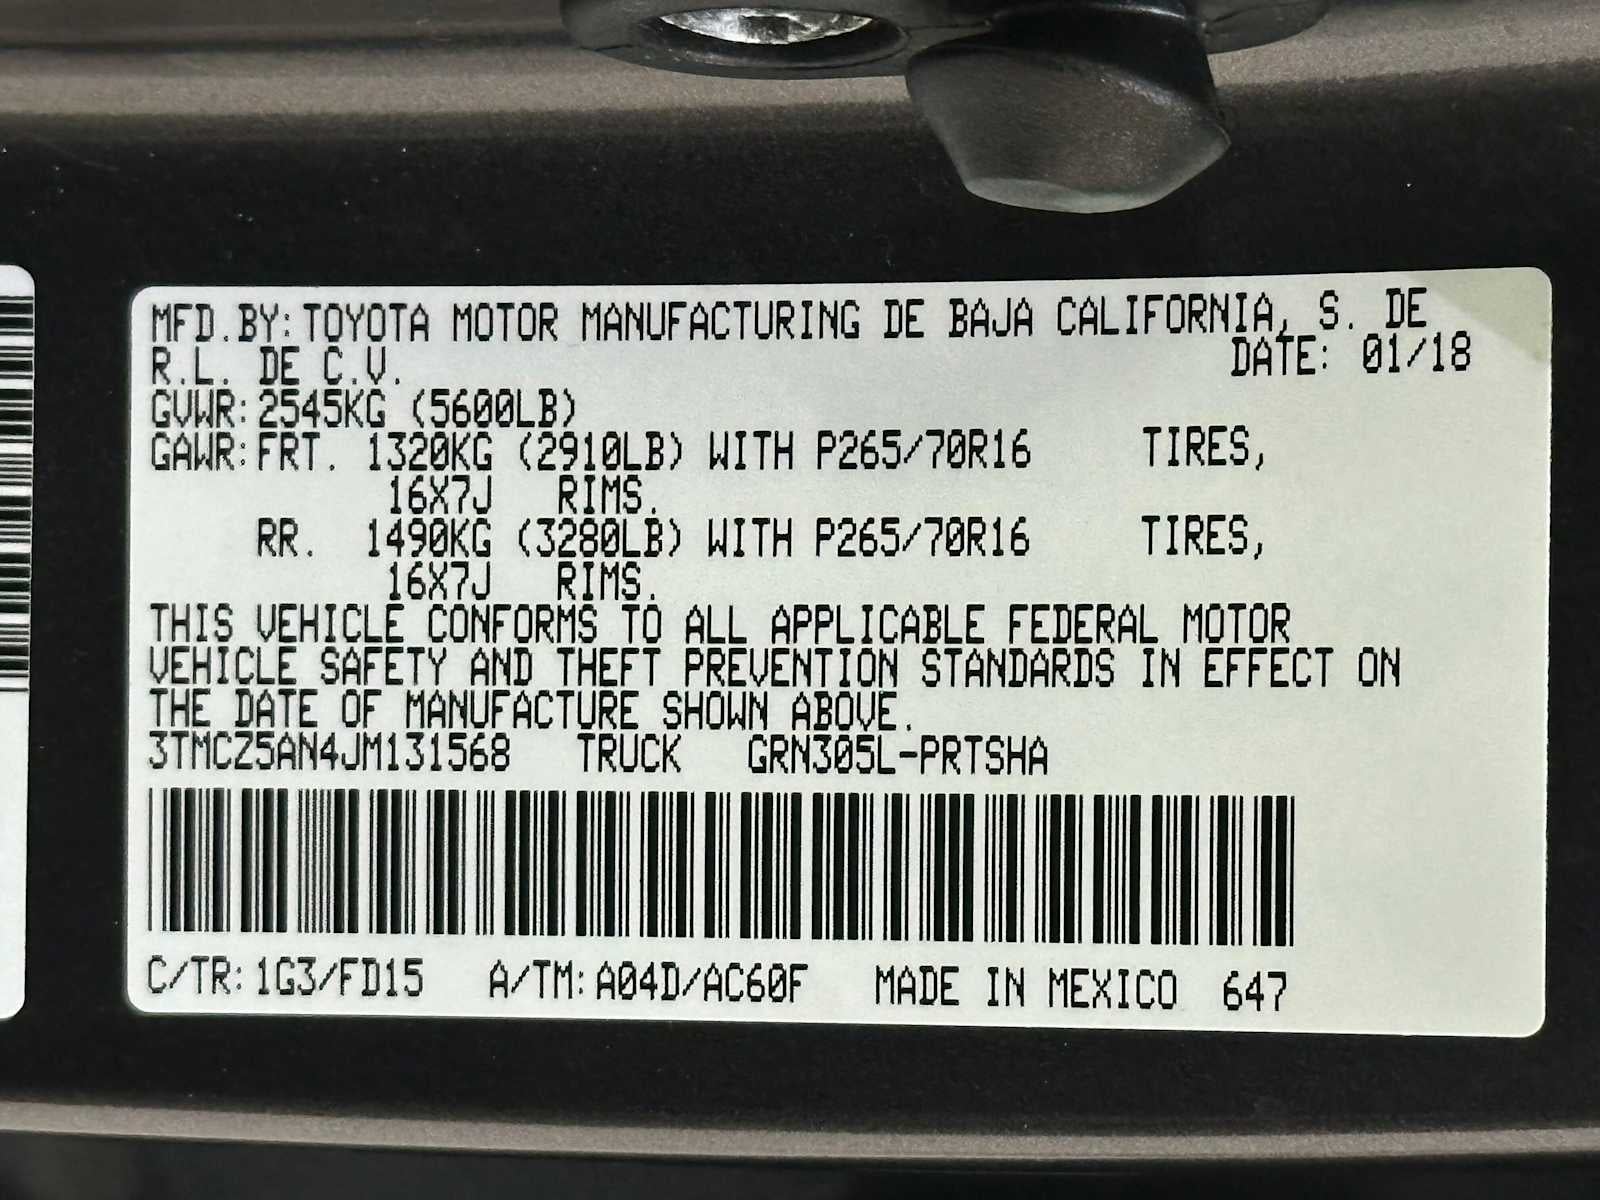 MFD.BY: TOYOTA MOTOR MANUFACTURING DE BAJA CALIFORNIA, S. DE
R.L. DE C.V. DATE: 01/18
GVWR: 2545KG (5600LB)
GAWR: FRT. 1320KG (2910LB) WITH P265/70R16 TIRES,
16X7J RIMS.
RR. 1490KG (3280LB) WITH P265/70R16 TIRES,
16X7J RIMS.
THIS VEHICLE CONFORMS TO ALL APPLICABLE FEDERAL MOTOR
VEHICLE SAFETY AND THEFT PREVENTION STANDARDS IN EFFECT ON
THE DATE OF MANUFACTURE SHOWN ABOVE.
3TMCZ5AN4JM131568 TRUCK GRN305L-PRTSHA
C/TR: 1G3/FD15 A/TM: A04D/AC60F MADE IN MEXICO 647